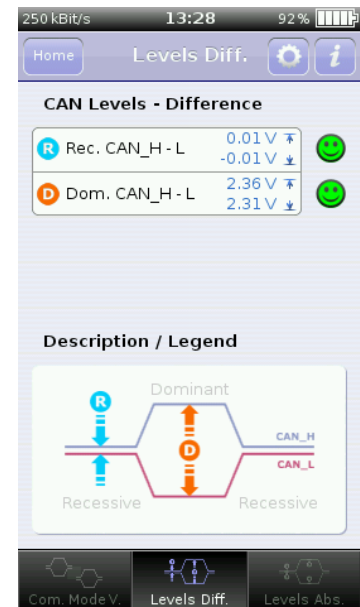 250 kBit/s 13:28 92%
Home Levels Diff. i
CAN Levels - Difference
R Rec. CAN_H - L 0.01 V
-0.01 V
D Dom. CAN_H - L 2.36 V
2.31 V
Description / Legend
Dominant
R
D
CAN_H
CAN_L
Recessive Recessive
Com. Mode V. Levels Diff. Levels Abs.